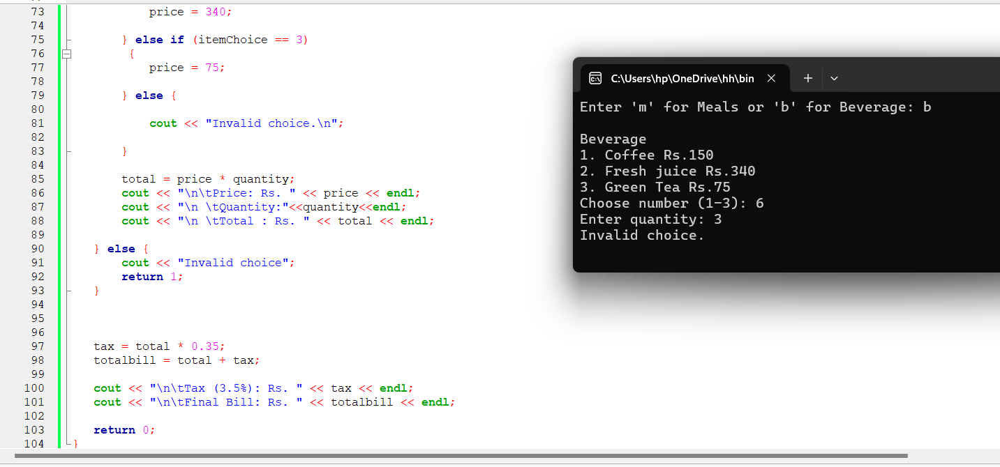 73 price = 340;
74
75 } else if (itemChoice == 3)
76 {
77 price = 75;
78
79 } else {
80
81 cout << "Invalid choice.\n";
82
83 }
84
85 total = price * quantity;
86 cout << "\n\tPrice: Rs. " << price << endl;
87 cout << "\n \tQuantity:"<<quantity<<endl;
88 cout << "\n \tTotal : Rs. " << total << endl;
89
90 } else {
91 cout << "Invalid choice";
92 return 1;
93 }
94
95
96
97 tax = total * 0.35;
98 totalbill = total + tax;
99
100 cout << "\n\tTax (3.5%): Rs. " << tax << endl;
101 cout << "\n\tFinal Bill: Rs. " << totalbill << endl;
102
103 return 0;
104 }
C:\Users\hp\OneDrive\hh\bin
Enter 'm' for Meals or 'b' for Beverage: b
Beverage
1. Coffee Rs.150
2. Fresh juice Rs.340
3. Green Tea Rs.75
Choose number (1-3): 6
Enter quantity: 3
Invalid choice.